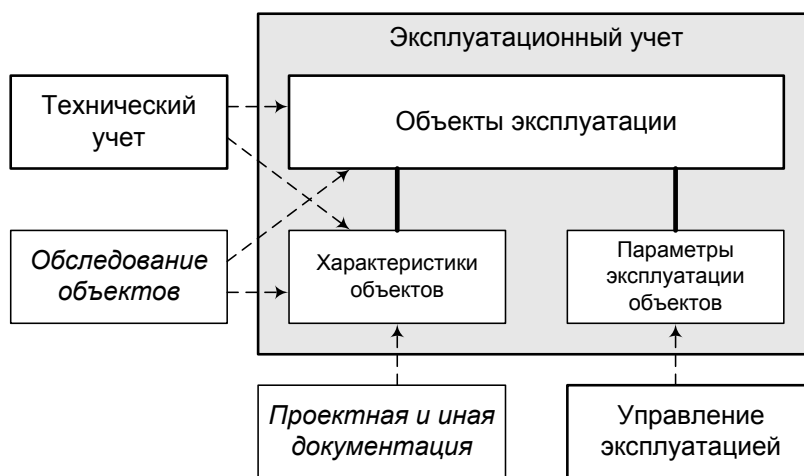 Эксплуатационный учет
Технический
учет
Объекты эксплуатации
Обследование
объектов
Характеристики
объектов
Параметры
эксплуатации
объектов
Проектная и иная
документация
Управление
эксплуатацией